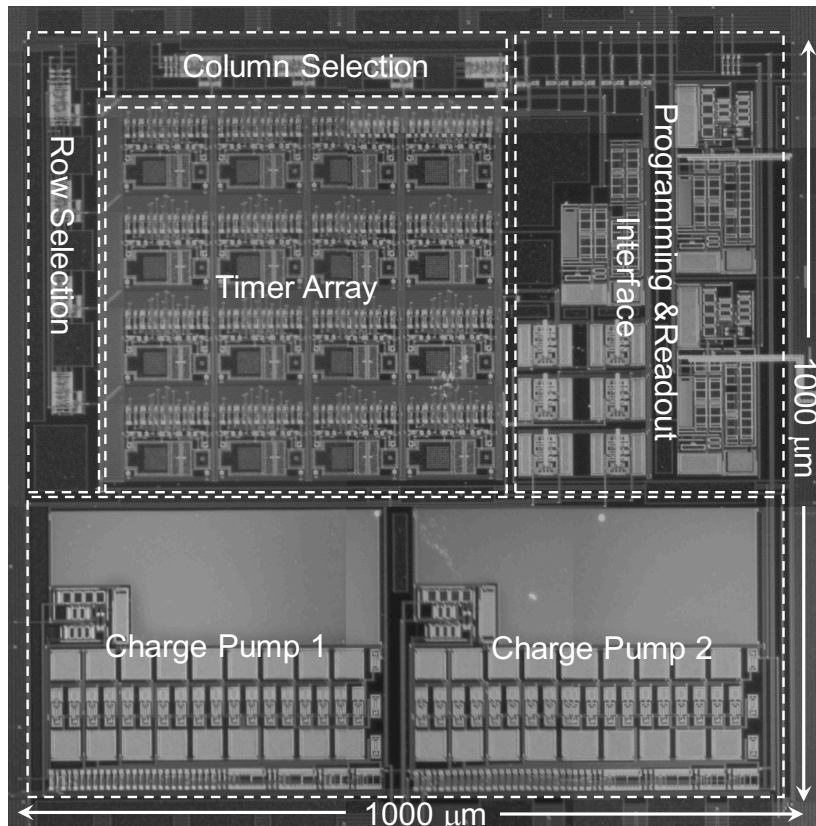 Column Selection
Row Selection
Programming &Readout
Interface
Timer Array
1000 μm
Charge Pump 1
Charge Pump 2
1000 μm